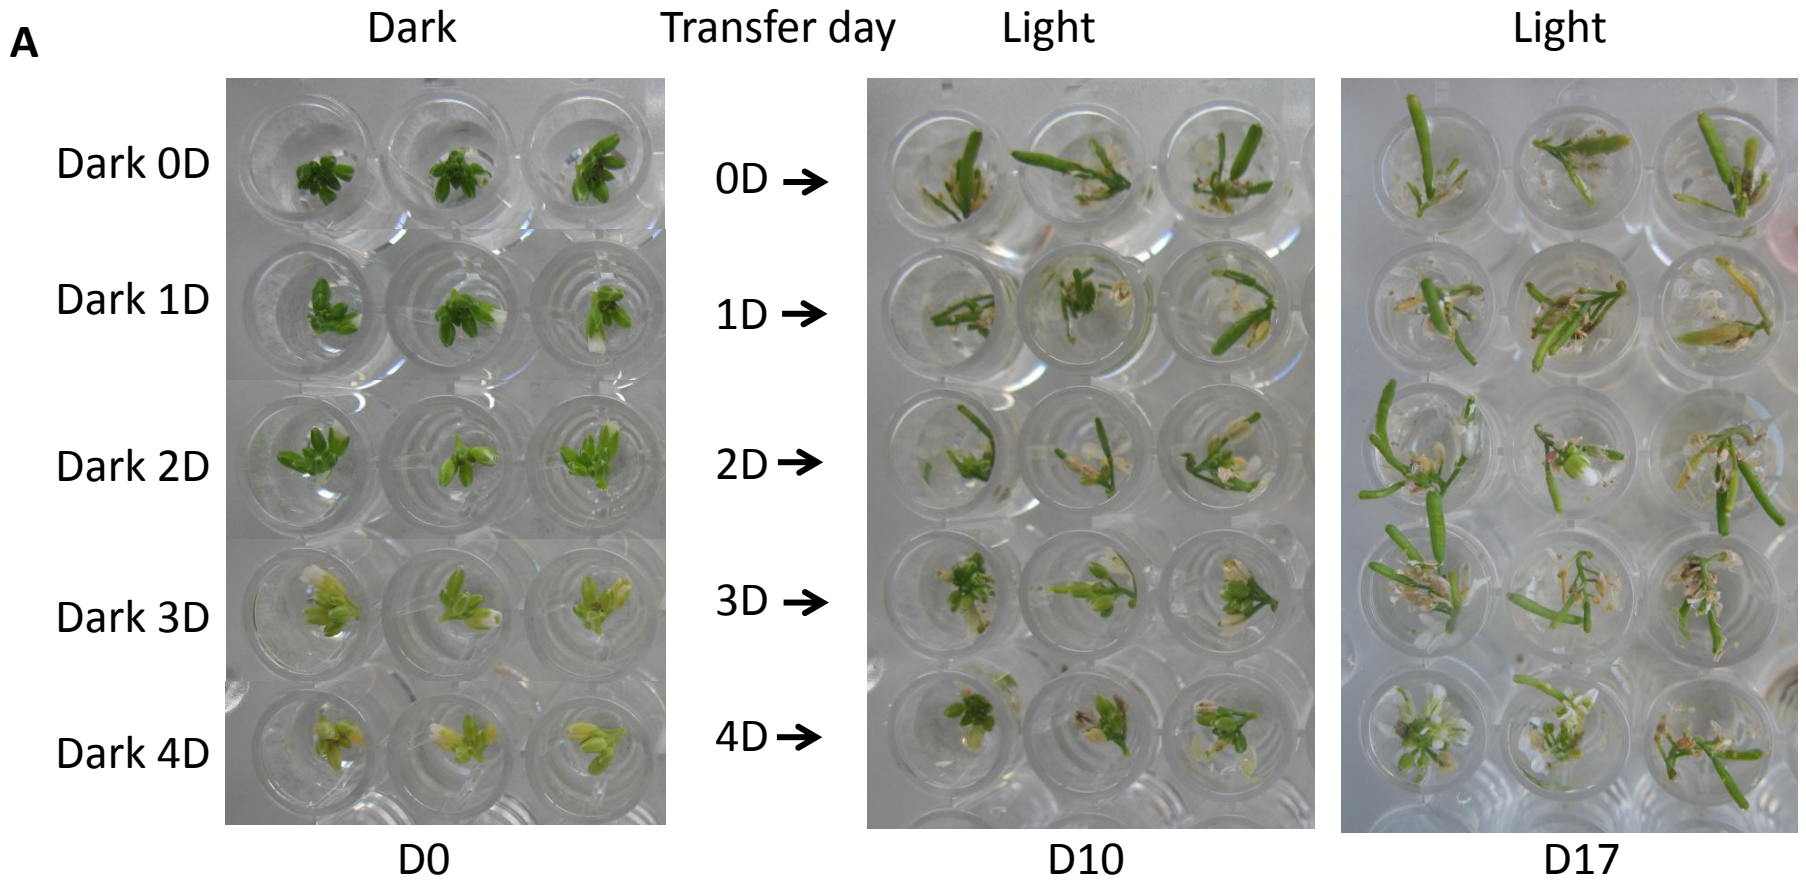 A
Dark
Transfer day
Light
Light
Dark 0D
0D →
Dark 1D
1D →
Dark 2D
2D →
Dark 3D
3D →
Dark 4D
4D →
D0
D10
D17